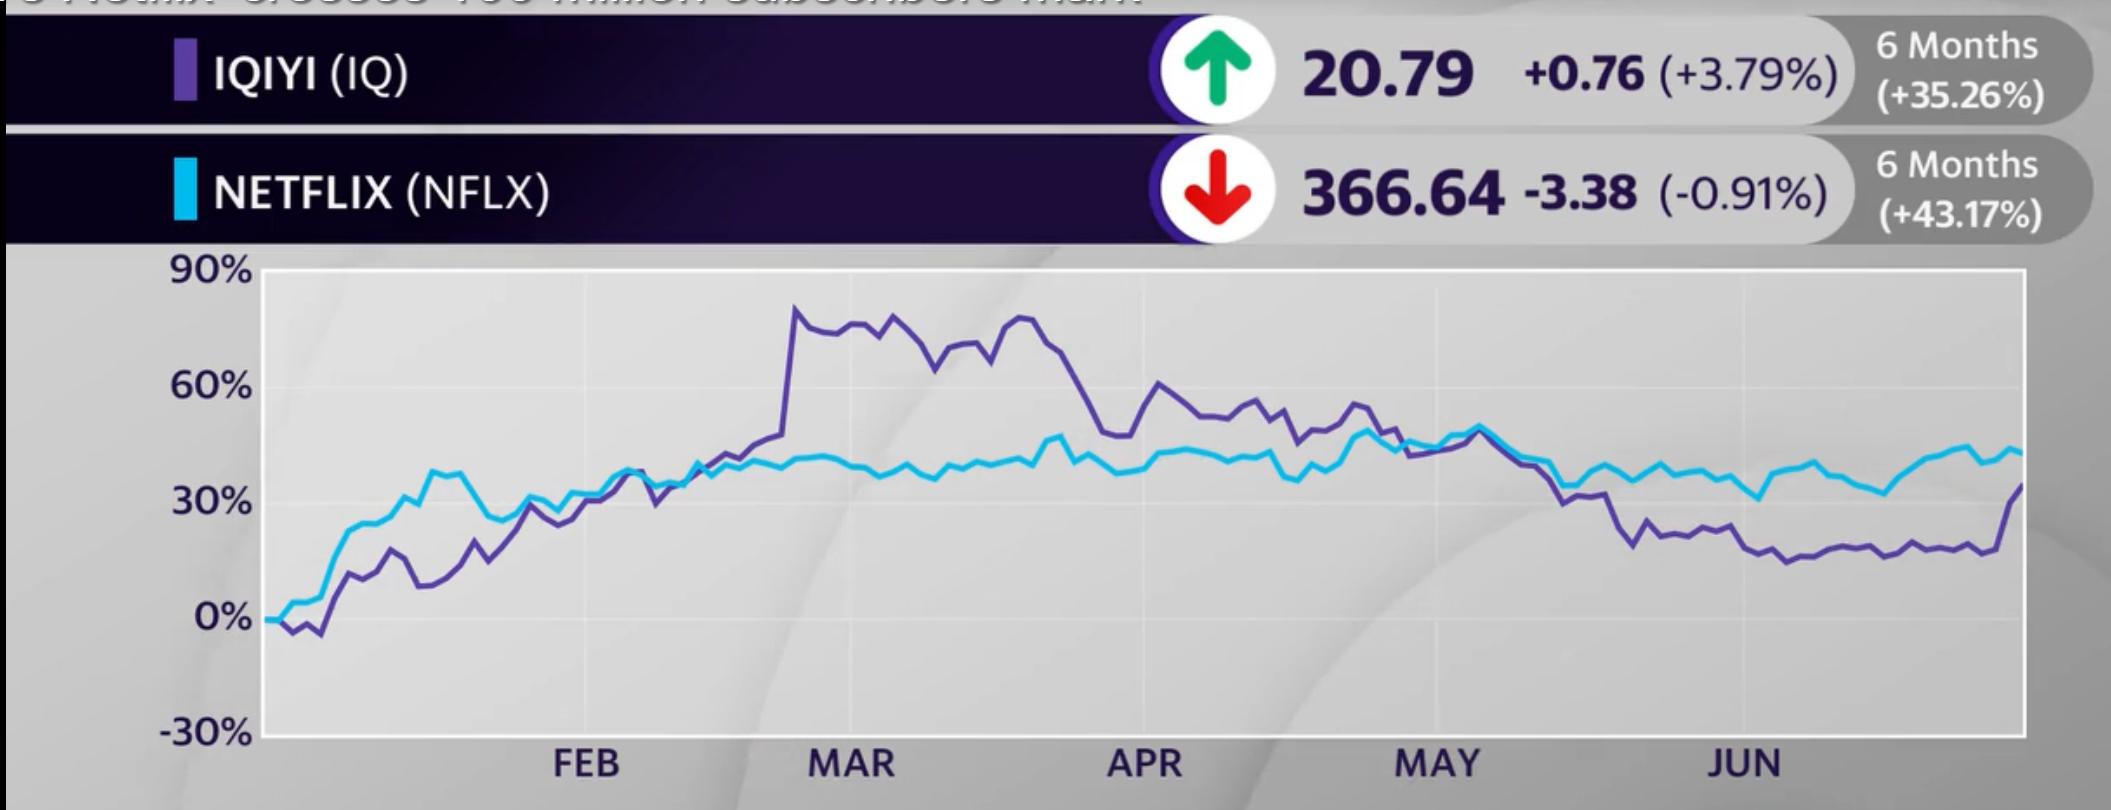 IQIYI (IQ) 20.79 +0.76 (+3.79%) 6 Months (+35.26%)
NETFLIX (NFLX) 366.64 -3.38 (-0.91%) 6 Months (+43.17%)
90%
60%
30%
0%
-30%
FEB MAR APR MAY JUN